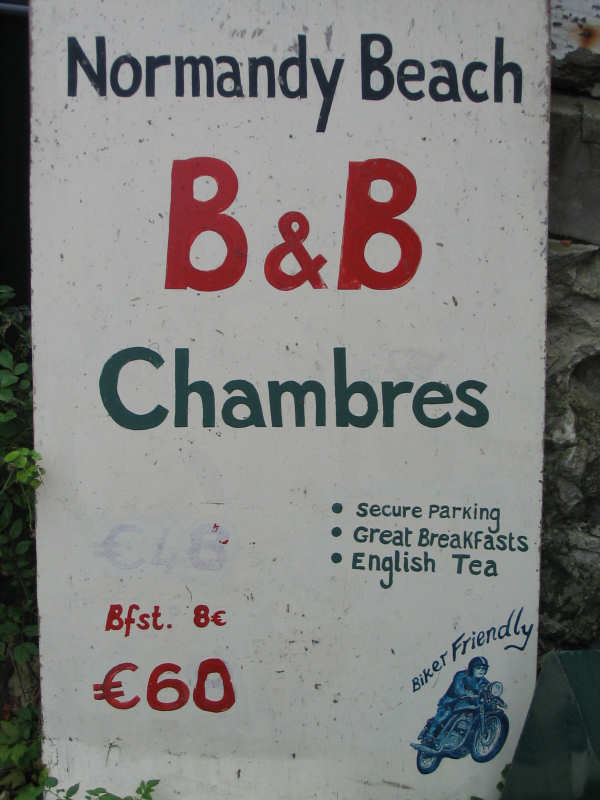 Normandy Beach
B&B
Chambres
• Secure Parking
• Great Breakfasts
• English Tea
€48
Bfst. 8€
€60
Biker Friendly